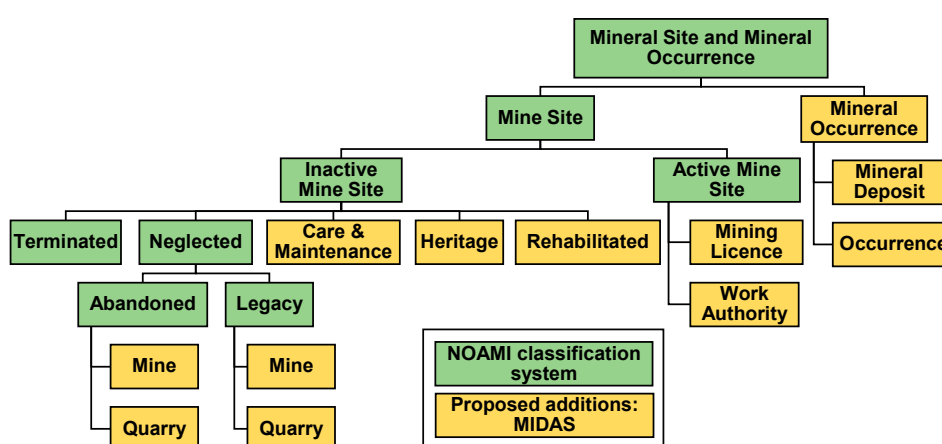 Mineral Site and Mineral
Occurrence
Mine Site
Mineral
Occurrence
Inactive
Mine Site
Active Mine
Site
Mineral
Deposit
Terminated
Neglected
Care &
Maintenance
Heritage
Rehabilitated
Mining
Licence
Occurrence
Abandoned
Legacy
Work
Authority
Mine
Mine
Quarry
Quarry
NOAMI classification
system
Proposed additions:
MIDAS